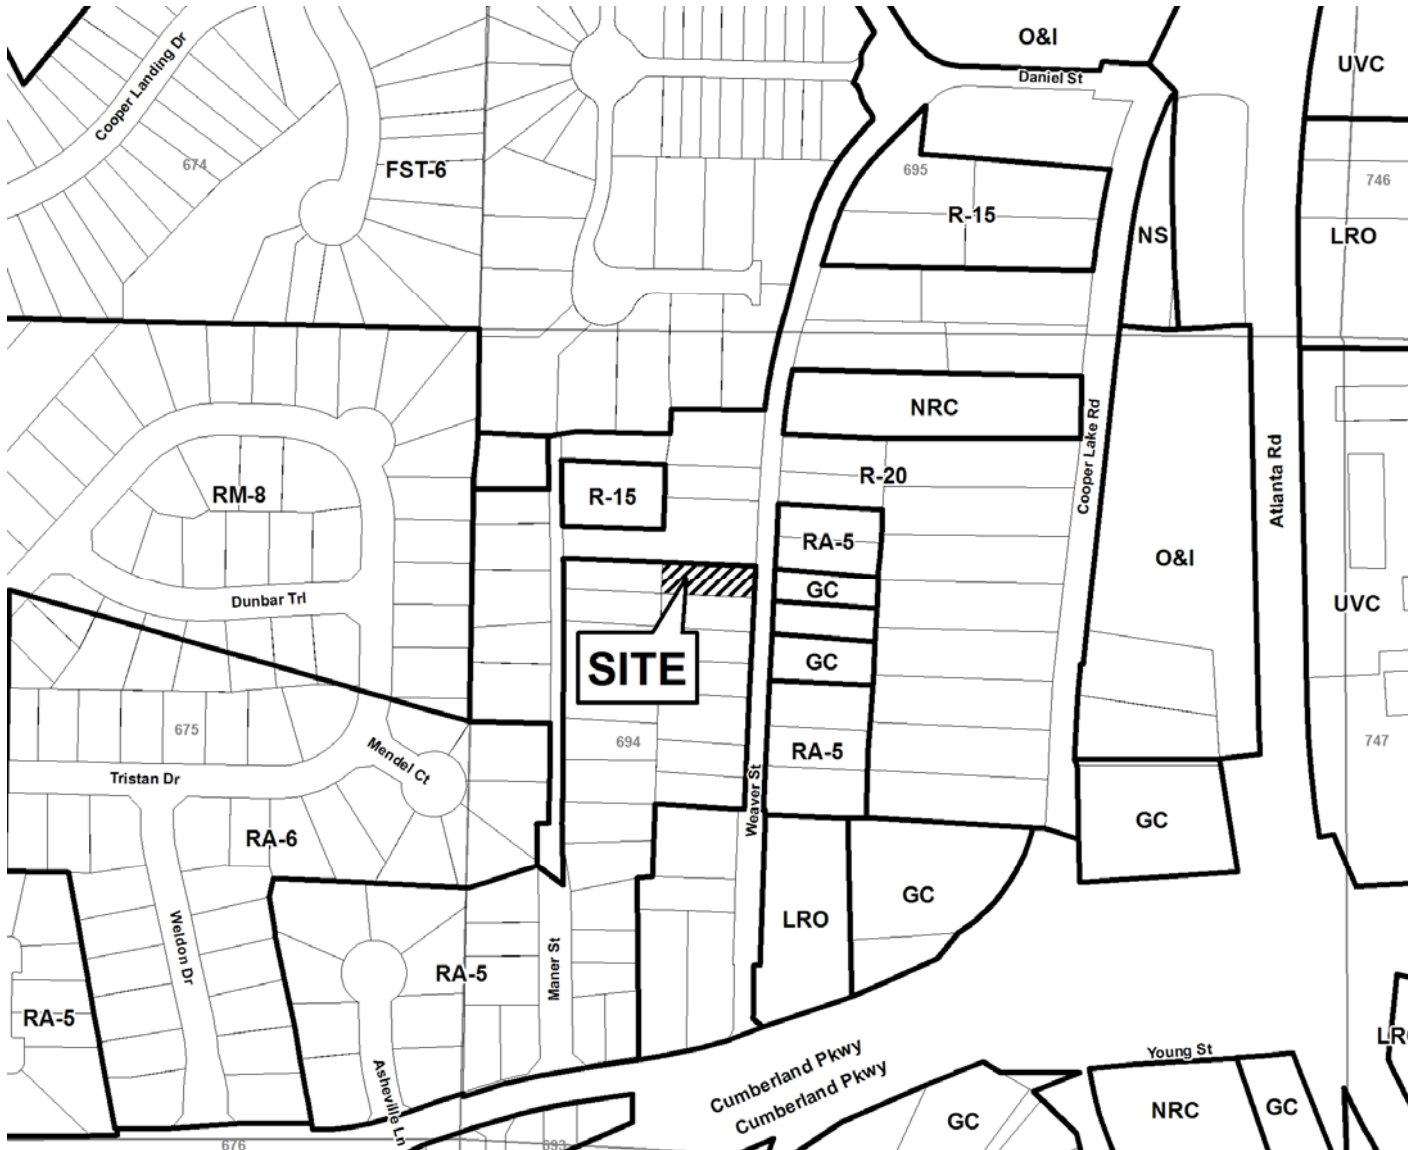 O&I
Daniel St
UVC
Cooper Landing Dr
674
FST-6
695
746
R-15
NS
LRO
NRC
Cooper Lake Rd
R-20
Atlanta Rd
RM-8
R-15
RA-5
O&I
GC
Dunbar Trl
UVC
SITE
GC
675
694
747
Mendel Ct
RA-5
Tristan Dr
Weaver St
RA-6
GC
GC
LRO
Weldon Dr
Maner St
RA-5
RA-5
Cumberland Pkwy
Cumberland Pkwy
Young St
Asheville Ln
GC
NRC
GC
676
693